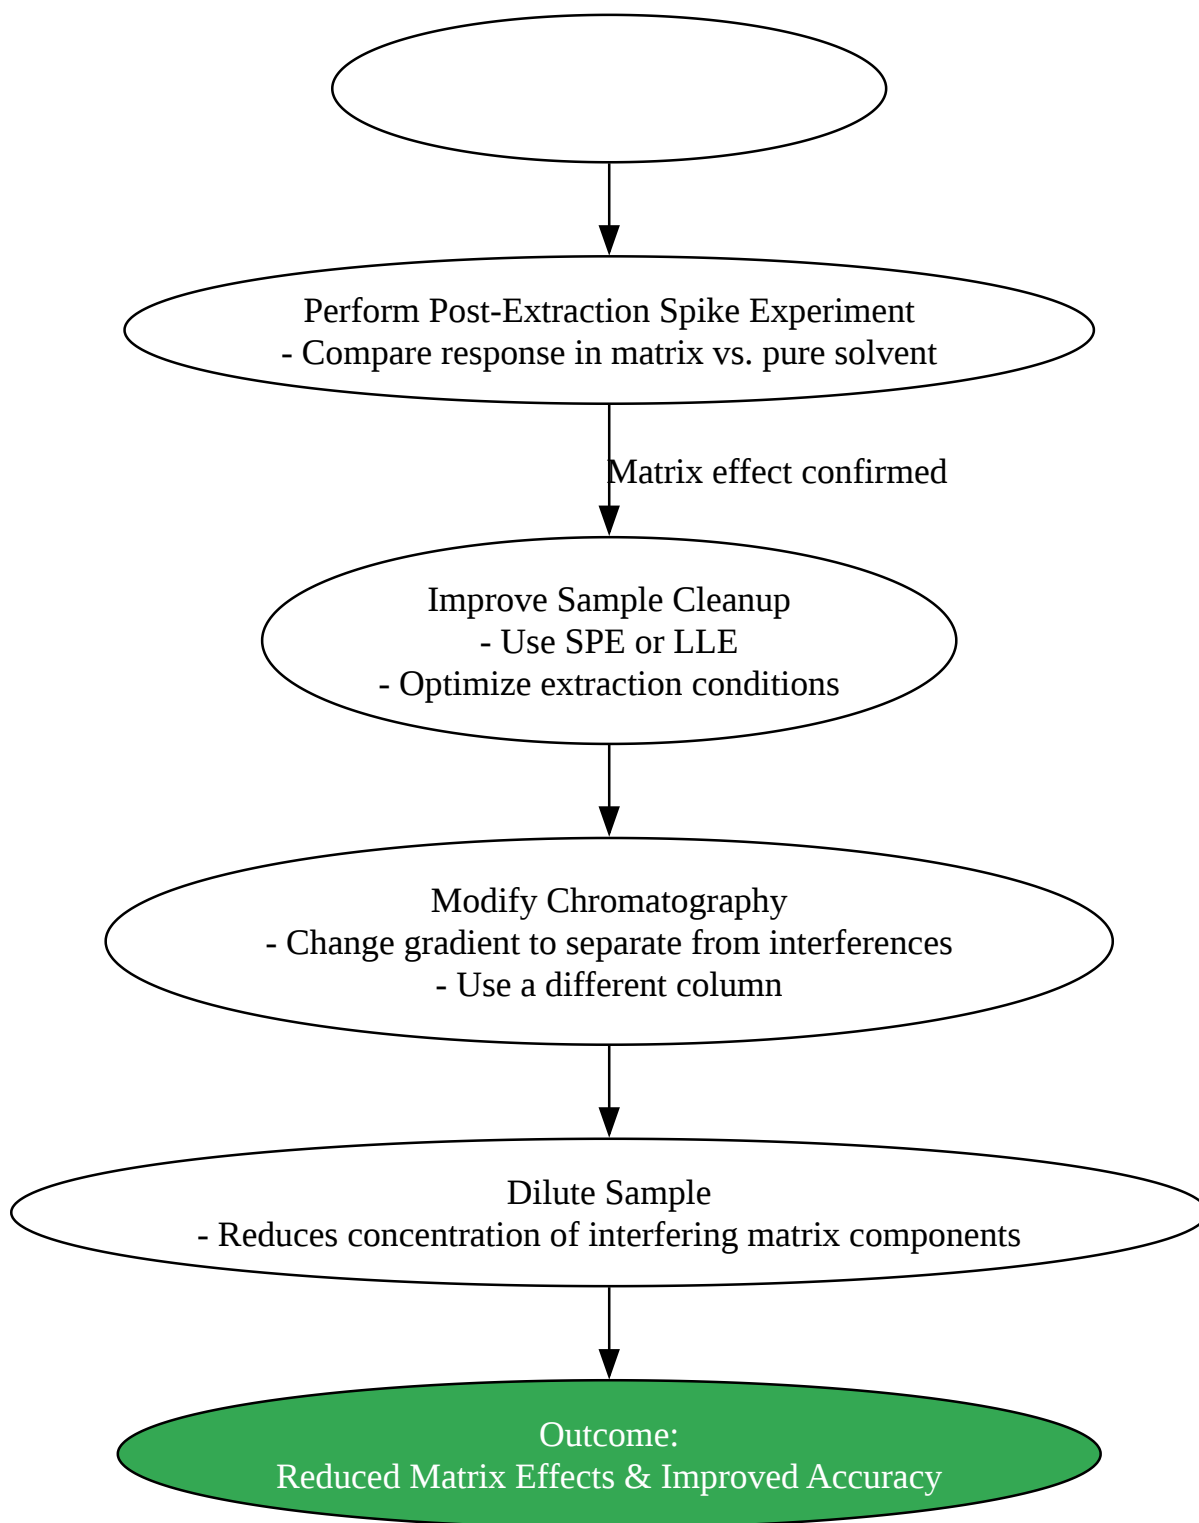 Perform Post-Extraction Spike Experiment
- Compare response in matrix vs. pure solvent
Matrix effect confirmed
Improve Sample Cleanup
- Use SPE or LLE
- Optimize extraction conditions
Modify Chromatography
- Change gradient to separate from interferences
- Use a different column
Dilute Sample
- Reduces concentration of interfering matrix components
Outcome:
Reduced Matrix Effects & Improved Accuracy